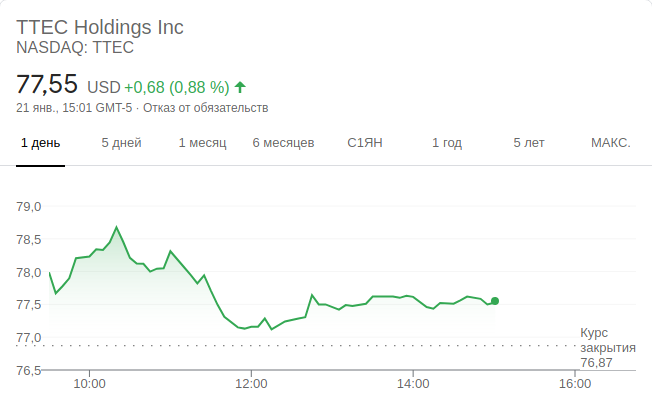 TTEC Holdings Inc
NASDAQ: TTEC
77,55 USD +0,68 (0,88 %)
21 янв., 15:01 GMT-5 · Отказ от обязательств
1 день 5 дней 1 месяц 6 месяцев С1ЯН 1 год 5 лет МАКС.
79,0
78,5
78,0
77,5
77,0
Курс
закрытия
76,87
76,5
10:00 12:00 14:00 16:00